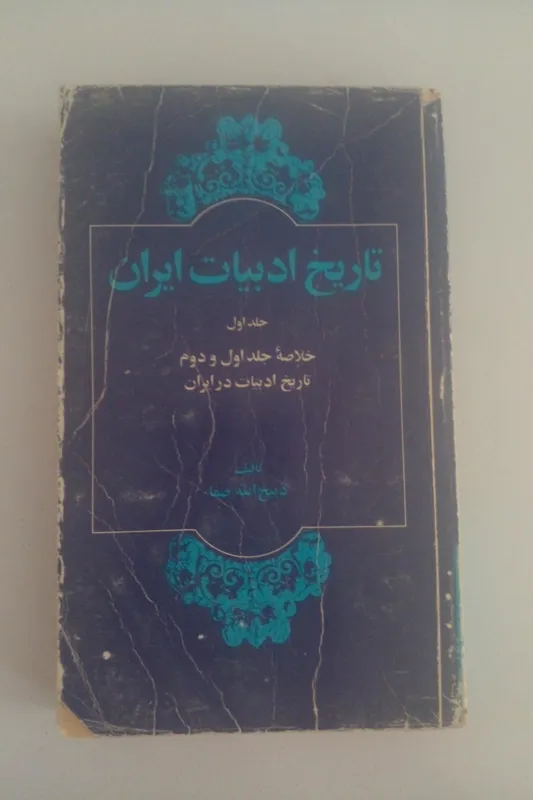 تاریخ ادبیات ایران
جلد اول
خلاصهٔ جلد اول و دوم
تاریخ ادبیات در ایران
تألیف
ذبیح‌الله صفا